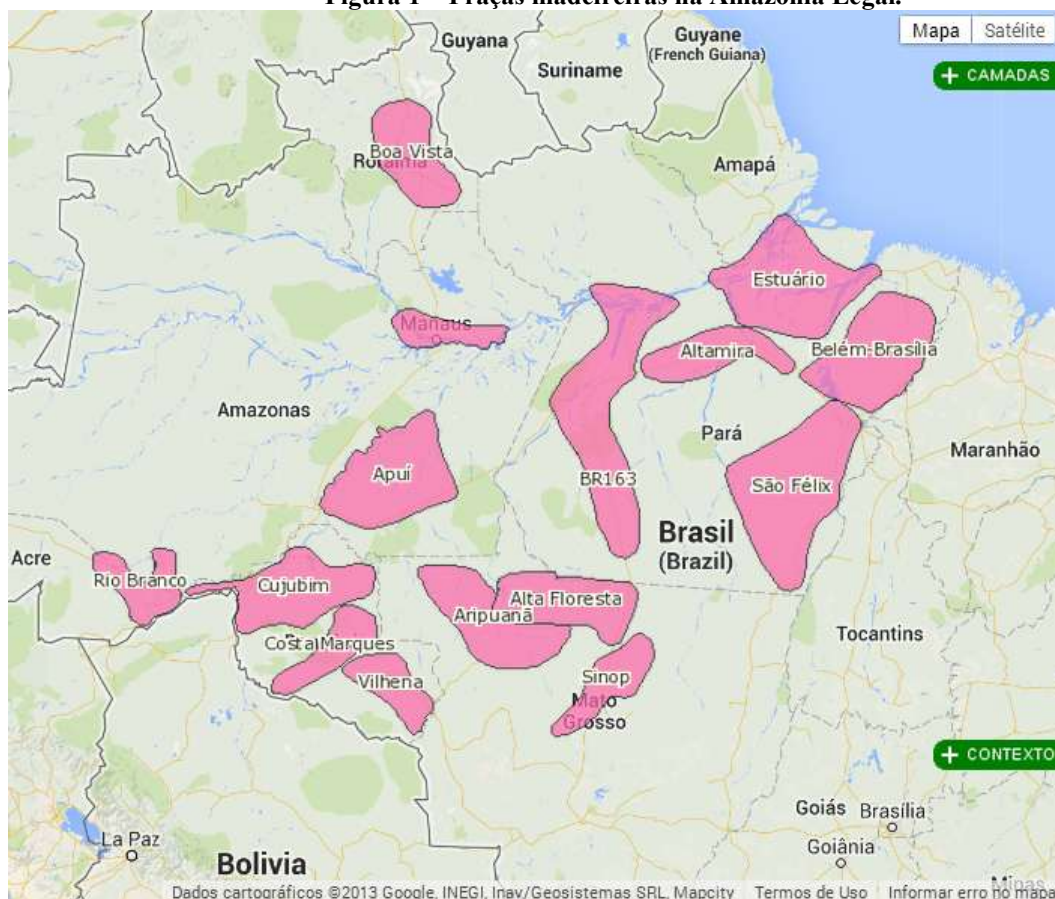 Figura 1 – Praças madeireiras na Amazônia Legal.
Guyana
Guyane
(French Guiana)
Suriname
Mapa
Satélite
+ CAMADAS
Boa Vista
Amapá
Estuário
Manaus
Altamira
Belém-Brasília
Amazonas
Pará
Maranhão
Apuí
BR163
São Félix
Brasil
(Brazil)
Acre
Rio Branco
Cujubim
Alta Floresta
Aripuanã
Costa Marques
Tocantins
Vilhena
Sinop
Mato
Grosso
+ CONTEXTO
Goiás
Brasília
La Paz
Goiânia
Bolivia
Dados cartográficos ©2013 Google, INEGI, Inav/Geosistemas SRL, Mapcity
Termos de Uso
Informar erro no mapa